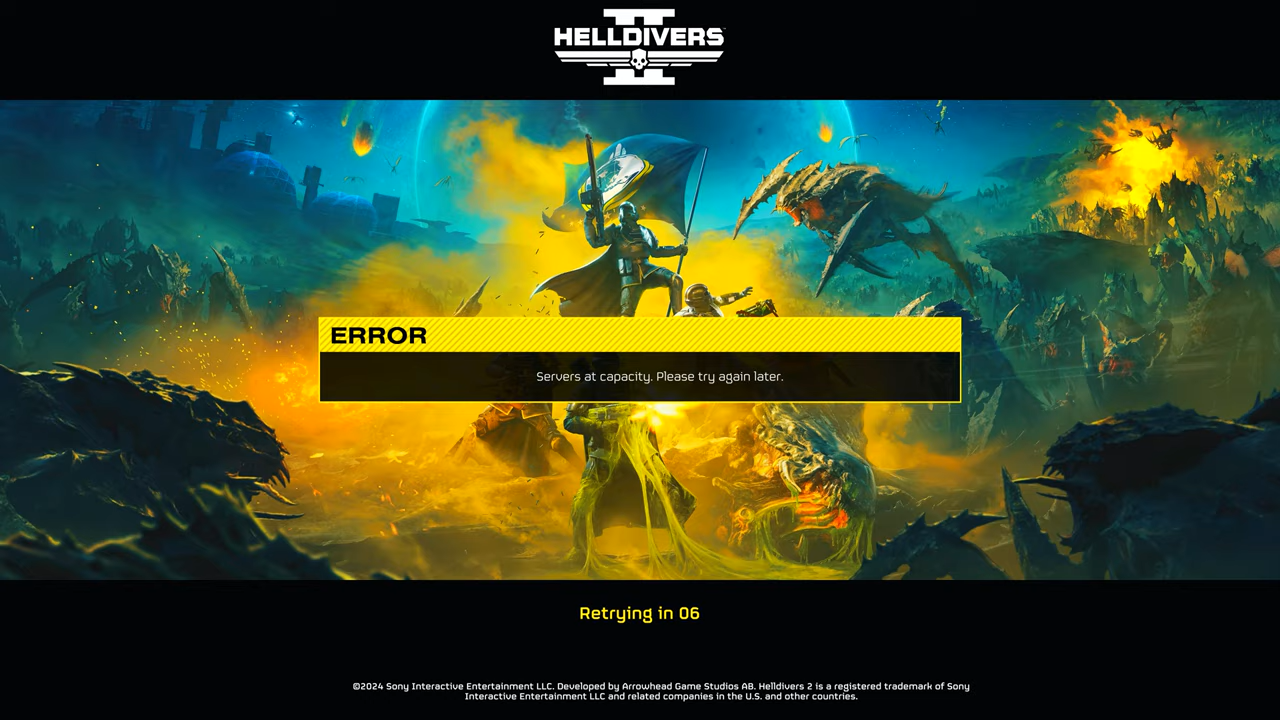 HELLDIVERS
II
ERROR
Servers at capacity. Please try again later.
Retrying in 06
©2024 Sony Interactive Entertainment LLC. Developed by Arrowhead Game Studios AB. Helldivers 2 is a registered trademark of Sony
Interactive Entertainment LLC and related companies in the U.S. and other countries.